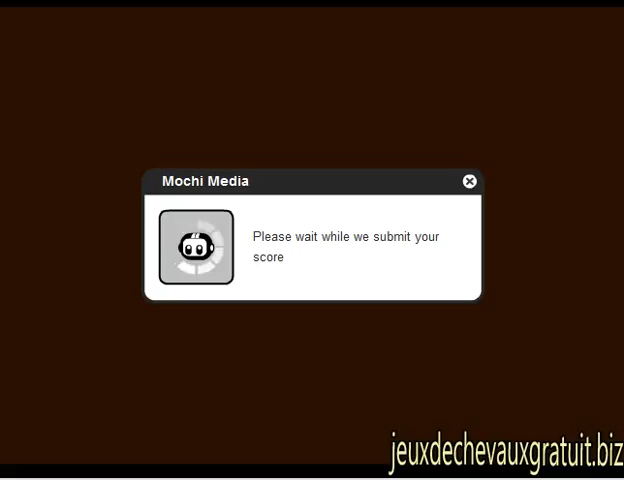 Mochi Media
Please wait while we submit your
score
jeuxdechevauxgratuit.biz